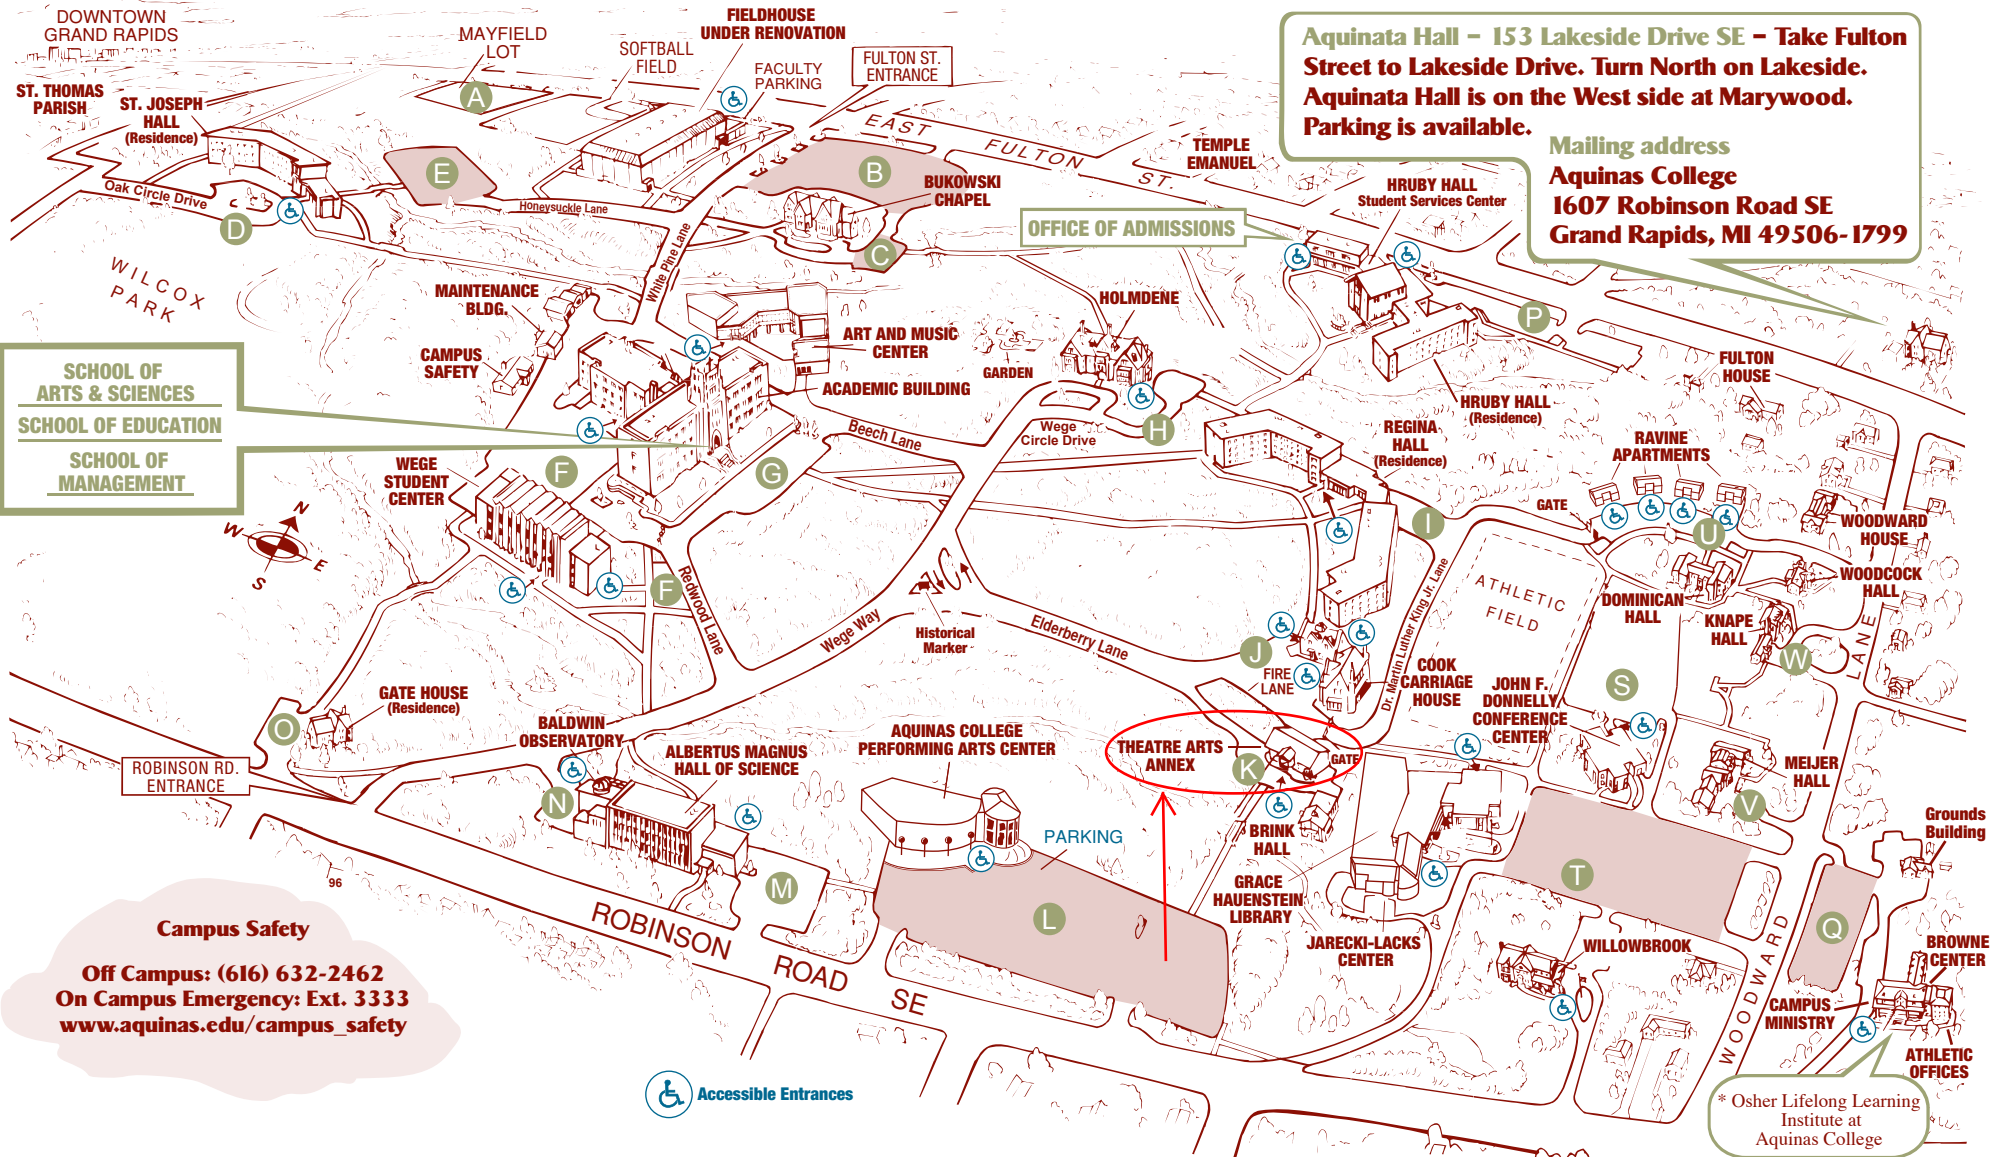 DOWNTOWN
GRAND RAPIDS
MAYFIELD
LOT
SOFTBALL
FIELD
FIELDHOUSE
UNDER RENOVATION
FACULTY
PARKING
FULTON ST.
ENTRANCE
ST. THOMAS
PARISH
ST. JOSEPH
HALL
(Residence)
A
E
B
EAST FULTON ST.
TEMPLE
EMANUEL
Aquinata Hall – 153 Lakeside Drive SE – Take Fulton
Street to Lakeside Drive. Turn North on Lakeside.
Aquinata Hall is on the West side at Marywood.
Parking is available.
Mailing address
Aquinas College
1607 Robinson Road SE
Grand Rapids, MI 49506-1799
Oak Circle Drive
D
Honeysuckle Lane
BUKOWSKI
CHAPEL
C
OFFICE OF ADMISSIONS
HRUBY HALL
Student Services Center
WILCOX
PARK
White Pine Lane
MAINTENANCE
BLDG.
CAMPUS
SAFETY
ART AND MUSIC
CENTER
ACADEMIC BUILDING
GARDEN
HOLMDENE
P
FULTON
HOUSE
HRUBY HALL
(Residence)
SCHOOL OF
ARTS & SCIENCES
SCHOOL OF EDUCATION
SCHOOL OF
MANAGEMENT
Beech Lane
Wege
Circle Drive
H
REGINA
HALL
(Residence)
RAVINE
APARTMENTS
WEGE
STUDENT
CENTER
F
G
N
W
E
S
GATE
I
U
WOODWARD
HOUSE
WOODCOCK
HALL
F
Redwood Lane
Wege Way
Historical
Marker
Elderberry Lane
J
FIRE
LANE
Dr. Martin Luther King Jr. Lane
ATHLETIC
FIELD
DOMINICAN
HALL
KNAPE
HALL
W
COOK
CARRIAGE
HOUSE
JOHN F.
DONNELLY
CONFERENCE
CENTER
S
GATE HOUSE
(Residence)
O
ROBINSON RD.
ENTRANCE
BALDWIN
OBSERVATORY
ALBERTUS MAGNUS
HALL OF SCIENCE
AQUINAS COLLEGE
PERFORMING ARTS CENTER
THEATRE ARTS
ANNEX
K
GATE
MEIJER
HALL
V
N
PARKING
BRINK
HALL
GRACE
HAUENSTEIN
LIBRARY
JARECKI-LACKS
CENTER
T
Grounds
Building
96
M
L
Q
WILLOWBROOK
BROWNE
CENTER
CAMPUS
MINISTRY
ATHLETIC
OFFICES
WOODWARD LANE
ROBINSON ROAD SE
Campus Safety
Off Campus: (616) 632-2462
On Campus Emergency: Ext. 3333
www.aquinas.edu/campus_safety
Accessible Entrances
* Osher Lifelong Learning
Institute at
Aquinas College